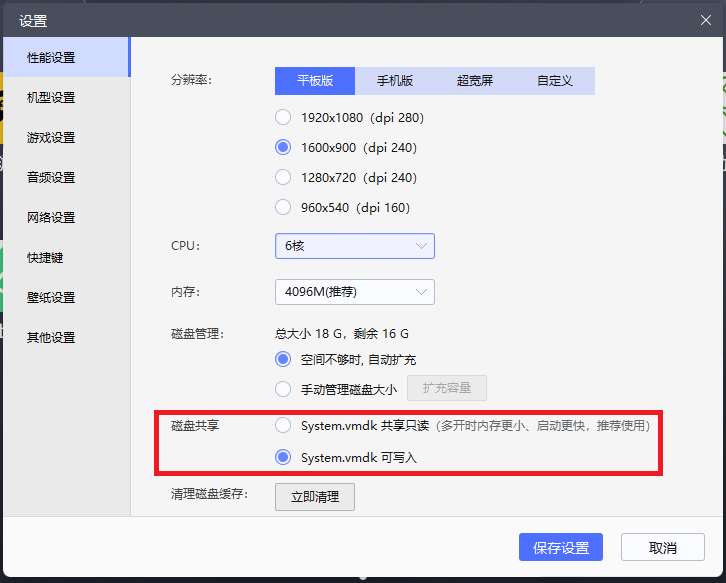 设置
性能设置
机型设置
游戏设置
音频设置
网络设置
快捷键
壁纸设置
其他设置
分辨率:
平板版 手机版 超宽屏 自定义
1920x1080（dpi 280）
1600x900（dpi 240）
1280x720（dpi 240）
960x540（dpi 160）
CPU:
6核
内存:
4096M(推荐)
磁盘管理:
总大小 18 G，剩余 16 G
空间不够时, 自动扩充
手动管理磁盘大小 扩充容量
磁盘共享
System.vmdk 共享只读（多开时内存更小、启动更快，推荐使用）
System.vmdk 可写入
清理磁盘缓存:
立即清理
保存设置 取消